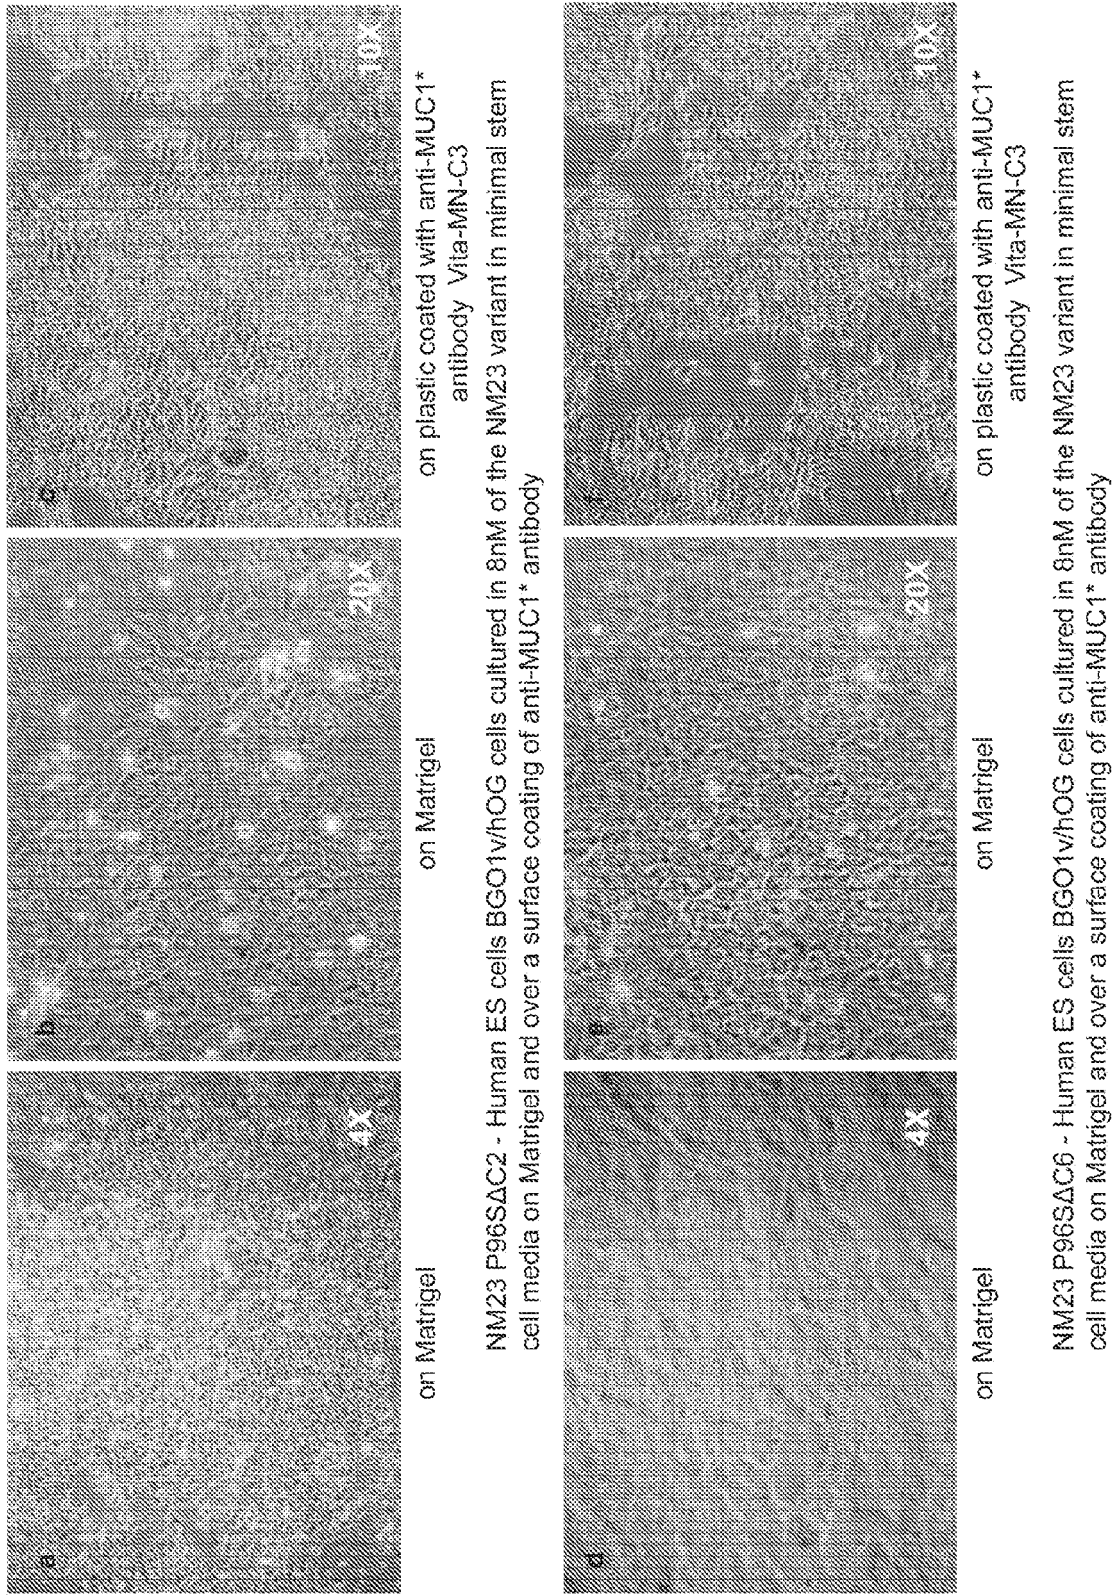 a
4X
on Matrigel
b
20X
on Matrigel
c
10X
on plastic coated with anti-MUC1*
antibody Vita-MN-C3
NM23 P96SΔC2 - Human ES cells BGO1v/hOG cells cultured in 8nM of the NM23 variant in minimal stem
cell media on Matrigel and over a surface coating of anti-MUC1* antibody
d
4X
on Matrigel
e
20X
on Matrigel
f
10X
on plastic coated with anti-MUC1*
antibody Vita-MN-C3
NM23 P96SΔC6 - Human ES cells BGO1v/hOG cells cultured in 8nM of the NM23 variant in minimal stem
cell media on Matrigel and over a surface coating of anti-MUC1* antibody